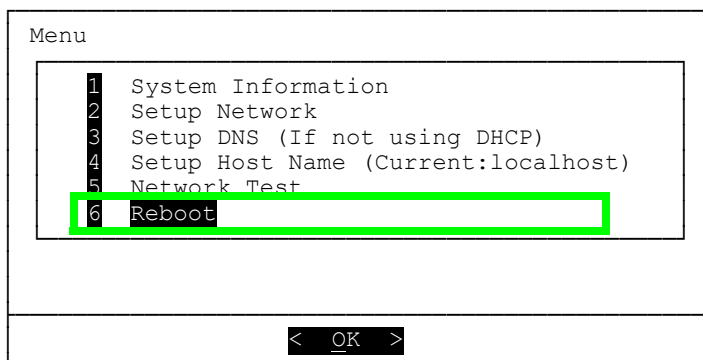 Menu
1 System Information
2 Setup Network
3 Setup DNS (If not using DHCP)
4 Setup Host Name (Current:localhost)
5 Network Test
6 Reboot
< OK >